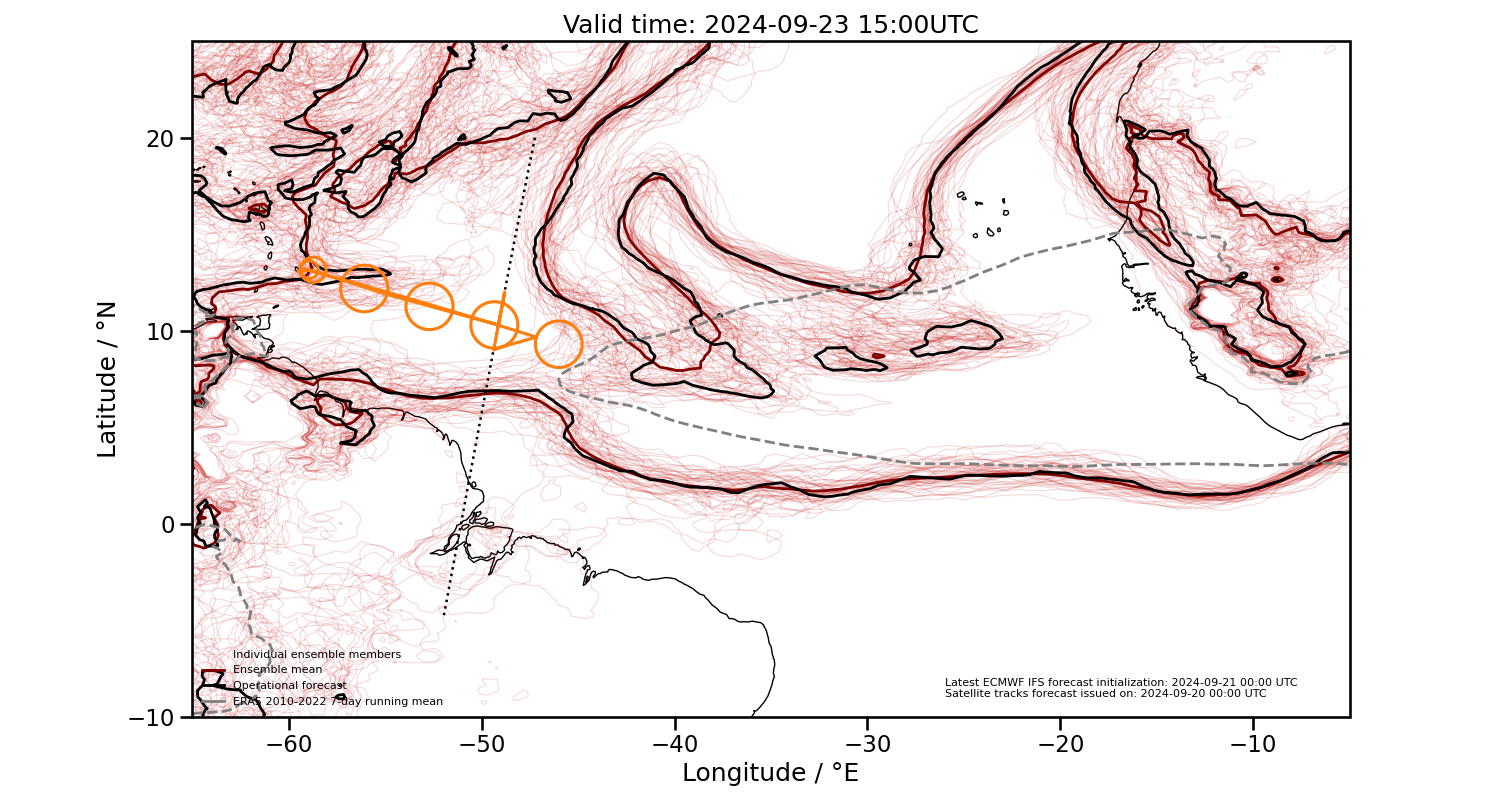 Valid time: 2024-09-23 15:00UTC
20
10
0
−10
Latitude / °N
Individual ensemble members
Ensemble mean
Operational forecast
ERA5 2010-2022 7-day running mean
Latest ECMWF IFS forecast initialization: 2024-09-21 00:00 UTC
Satellite tracks forecast issued on: 2024-09-20 00:00 UTC
−60 −50 −40 −30 −20 −10
Longitude / °E